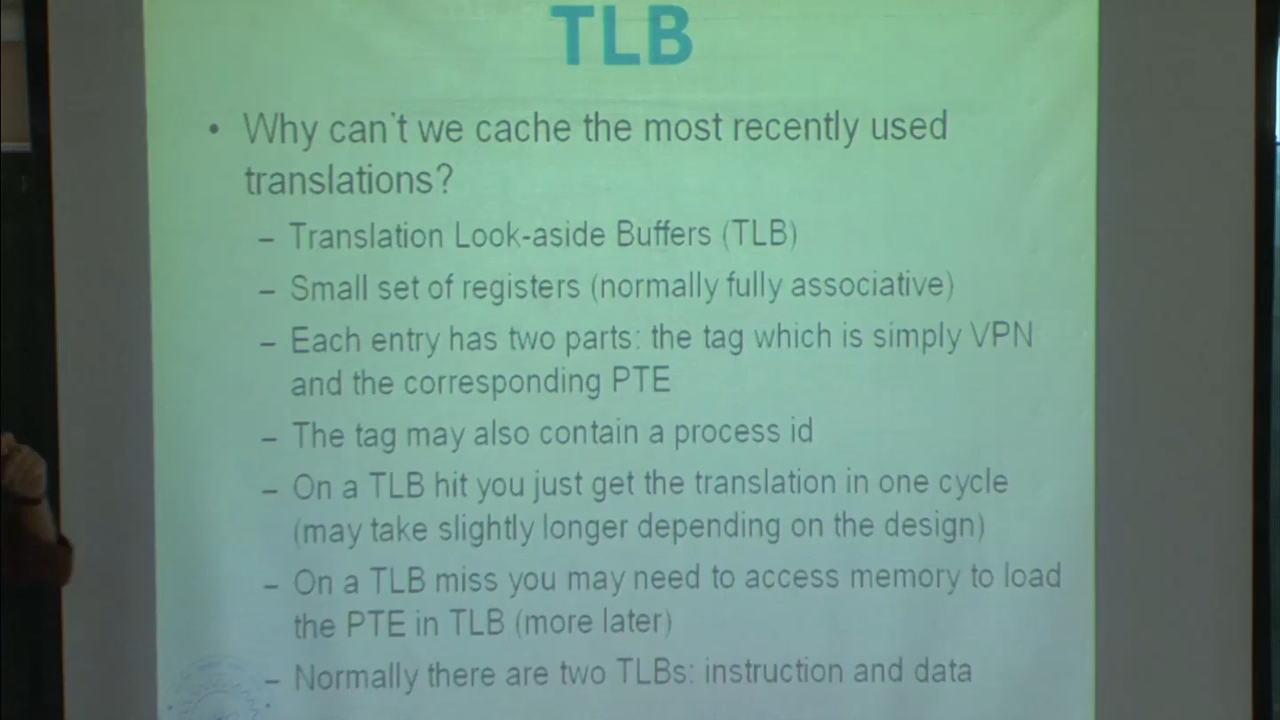 TLB
• Why can't we cache the most recently used
translations?
– Translation Look-aside Buffers (TLB)
– Small set of registers (normally fully associative)
– Each entry has two parts: the tag which is simply VPN
and the corresponding PTE
– The tag may also contain a process id
– On a TLB hit you just get the translation in one cycle
(may take slightly longer depending on the design)
– On a TLB miss you may need to access memory to load
the PTE in TLB (more later)
– Normally there are two TLBs: instruction and data